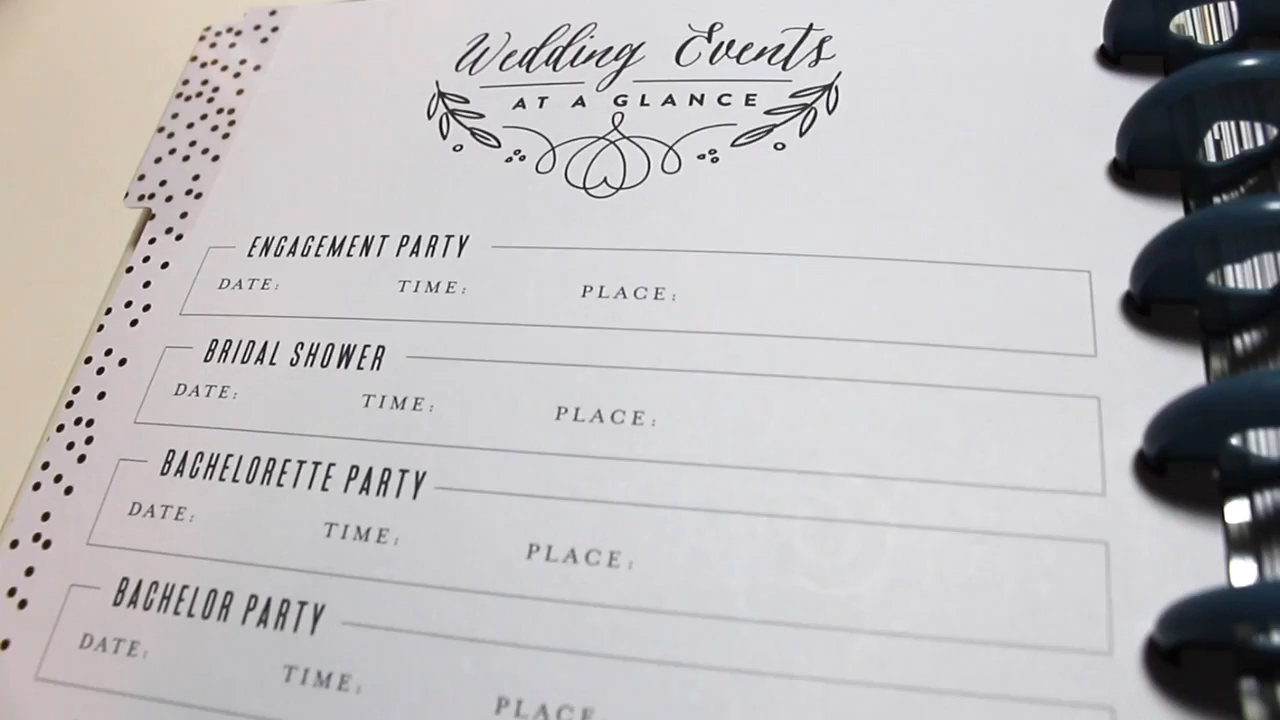 Wedding Events
AT A GLANCE
ENGAGEMENT PARTY
DATE: TIME: PLACE:
BRIDAL SHOWER
DATE: TIME: PLACE:
BACHELORETTE PARTY
DATE: TIME: PLACE:
BACHELOR PARTY
DATE: TIME: PLACE: